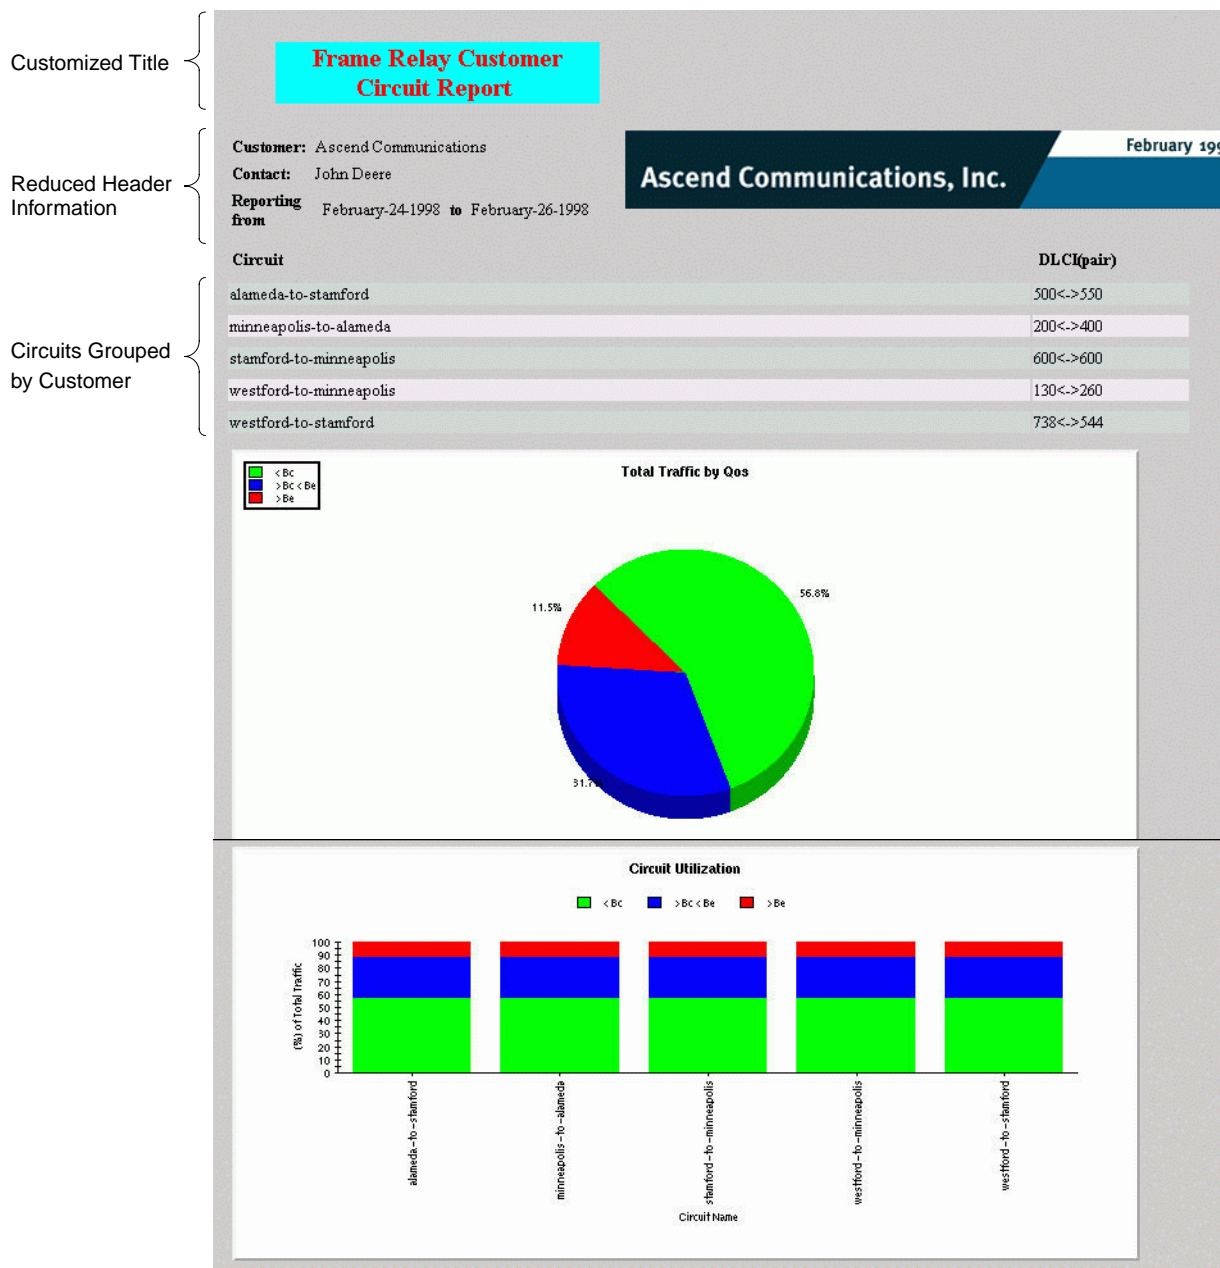 Customized Title
Frame Relay Customer
Circuit Report
Reduced Header
Information
Customer: Ascend Communications
Contact: John Deere
Reporting
from February-24-1998 to February-26-1998
February 199
Ascend Communications, Inc.
Circuits Grouped
by Customer
Circuit DLCI(pair)
alameda-to-stamford 500<->550
minneapolis-to-alameda 200<->400
stamford-to-minneapolis 600<->600
westford-to-minneapolis 130<->260
westford-to-stamford 738<->544
Total Traffic by Qos
<Bc
>Bc<Be
>Be
56.8%
11.5%
31.7%
Circuit Utilization
<Bc >Bc<Be >Be
(%) of Total Traffic
100
90
80
70
60
50
40
30
20
10
0
alameda-to-stamford
minneapolis-to-alameda
stamford-to-minneapolis
westford-to-minneapolis
westford-to-stamford
Circuit Name